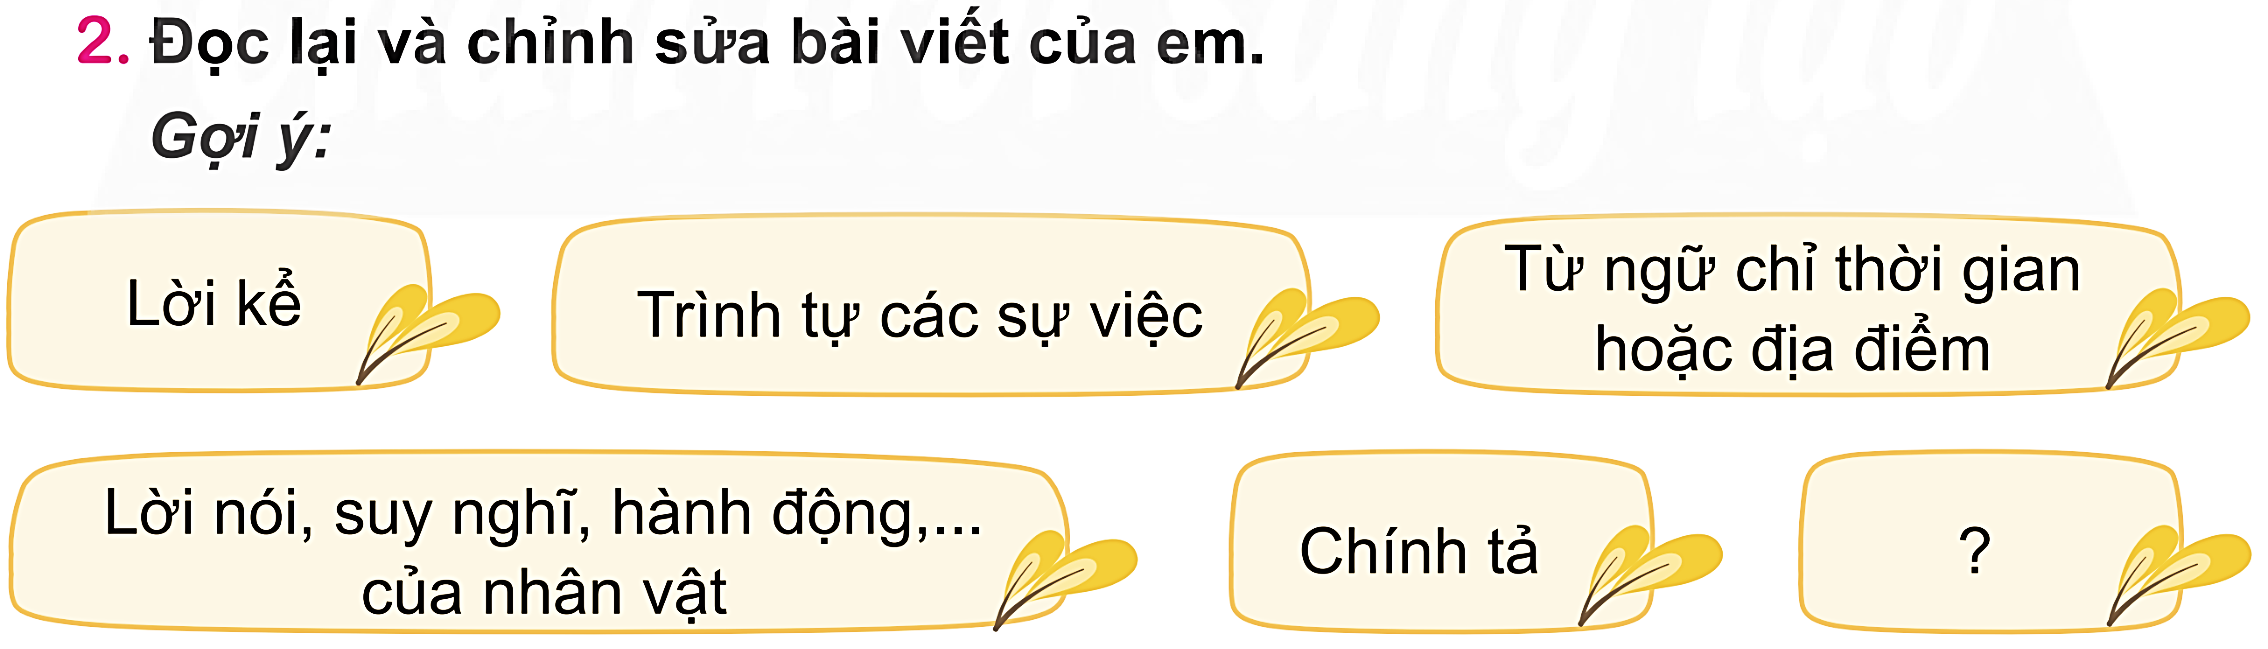 2. Đọc lại và chỉnh sửa bài viết của em.
Gợi ý:
Lời kể
Trình tự các sự việc
Từ ngữ chỉ thời gian
hoặc địa điểm
Lời nói, suy nghĩ, hành động,...
của nhân vật
Chính tả
?